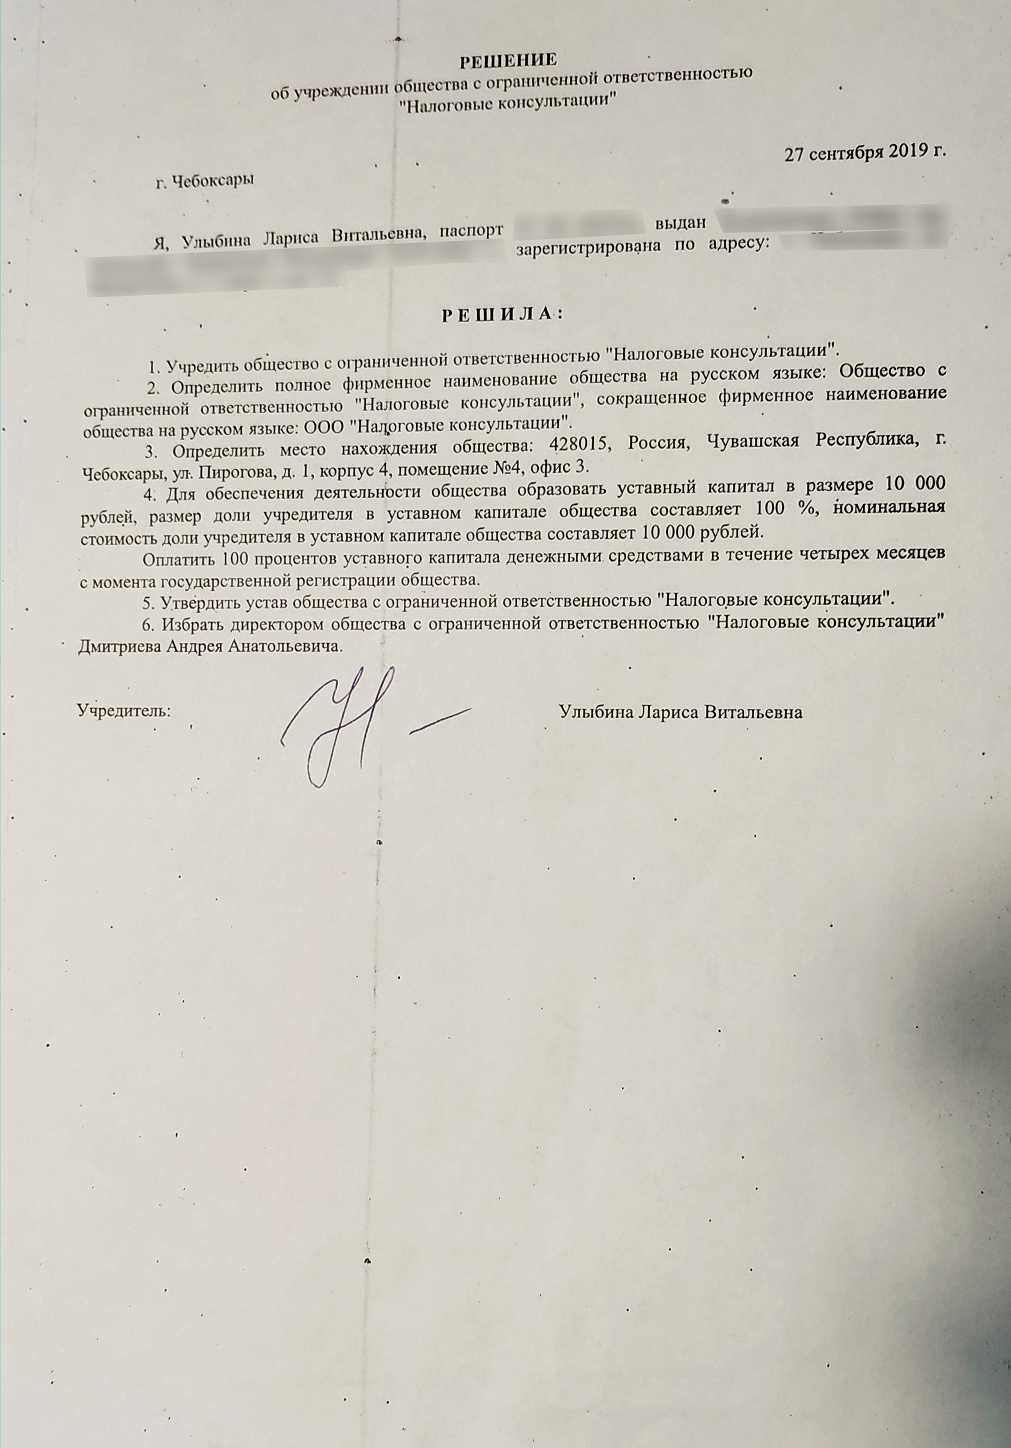 РЕШЕНИЕ
об учреждении общества с ограниченной ответственностью
"Налоговые консультации"
27 сентября 2019 г.
г. Чебоксары
Я, Улыбина Лариса Витальевна, паспорт выдан
зарегистрирована по адресу:
РЕШИЛА:
1. Учредить общество с ограниченной ответственностью "Налоговые консультации".
2. Определить полное фирменное наименование общества на русском языке: Общество с
ограниченной ответственностью "Налоговые консультации", сокращенное фирменное наименование
общества на русском языке: ООО "Налоговые консультации".
3. Определить место нахождения общества: 428015, Россия, Чувашская Республика, г.
Чебоксары, ул. Пирогова, д. 1, корпус 4, помещение №4, офис 3.
4. Для обеспечения деятельности общества образовать уставный капитал в размере 10 000
рублей, размер доли учредителя в уставном капитале общества составляет 100 %, номинальная
стоимость доли учредителя в уставном капитале общества составляет 10 000 рублей.
Оплатить 100 процентов уставного капитала денежными средствами в течение четырех месяцев
с момента государственной регистрации общества.
5. Утвердить устав общества с ограниченной ответственностью "Налоговые консультации".
6. Избрать директором общества с ограниченной ответственностью "Налоговые консультации"
Дмитриева Андрея Анатольевича.
Учредитель: Улыбина Лариса Витальевна